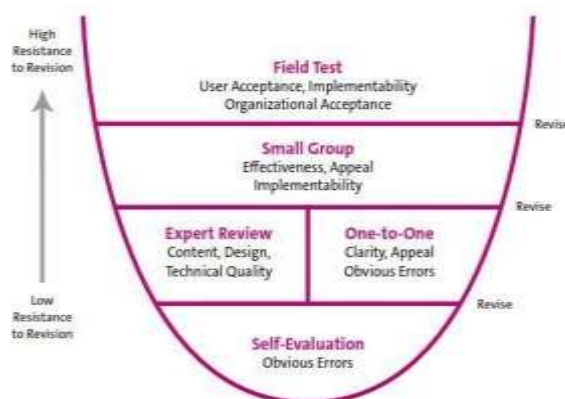 High
Resistance
to Revision
Field Test
User Acceptance, Implementability
Organizational Acceptance
Revise
Small Group
Effectiveness, Appeal
Implementability
Revise
Expert Review
Content, Design,
Technical Quality
One-to-One
Clarity, Appeal
Obvious Errors
Low
Resistance
to Revision
Revise
Self-Evaluation
Obvious Errors